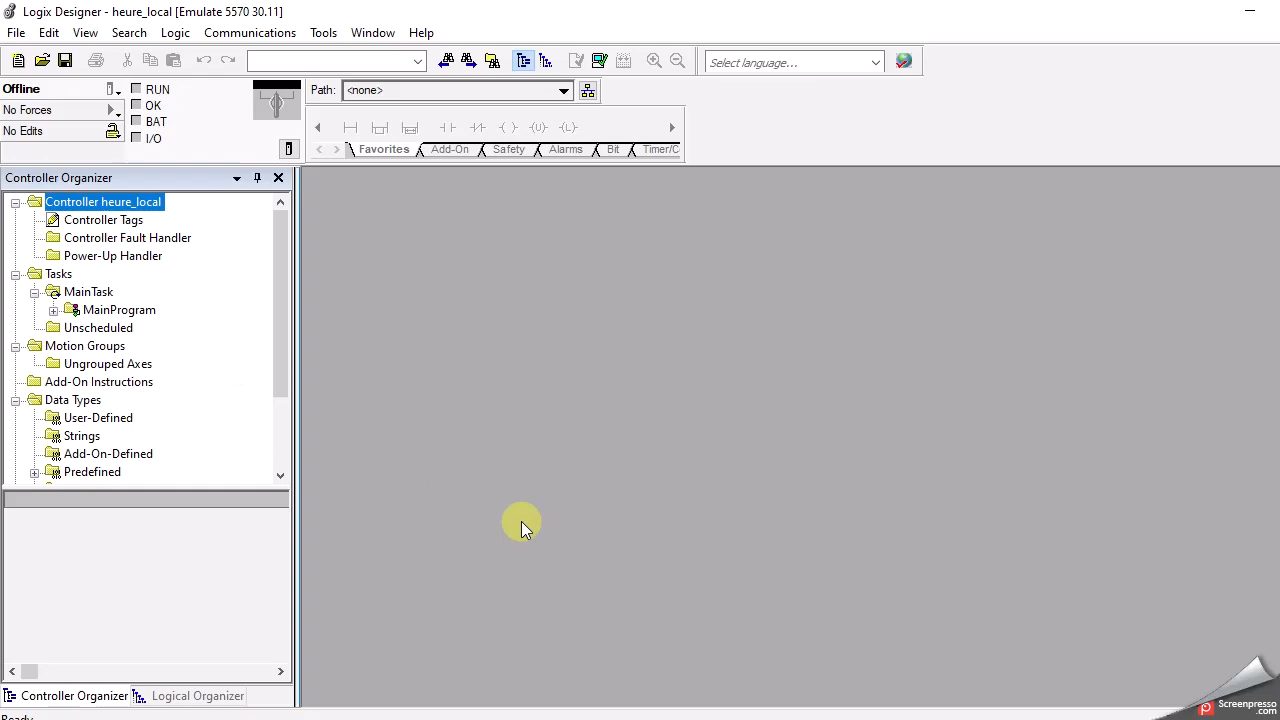 Logix Designer - heure_local [Emulate 5570 30.11]
File Edit View Search Logic Communications Tools Window Help
Select language...
Offline RUN
No Forces OK
No Edits BAT
I/O
Path: <none>
Favorites Add-On Safety Alarms Bit Timer/C
Controller Organizer
Controller heure_local
Controller Tags
Controller Fault Handler
Power-Up Handler
Tasks
MainTask
MainProgram
Unscheduled
Motion Groups
Ungrouped Axes
Add-On Instructions
Data Types
User-Defined
Strings
Add-On-Defined
Predefined
Controller Organizer Logical Organizer
Ready
Screenpresso
.com